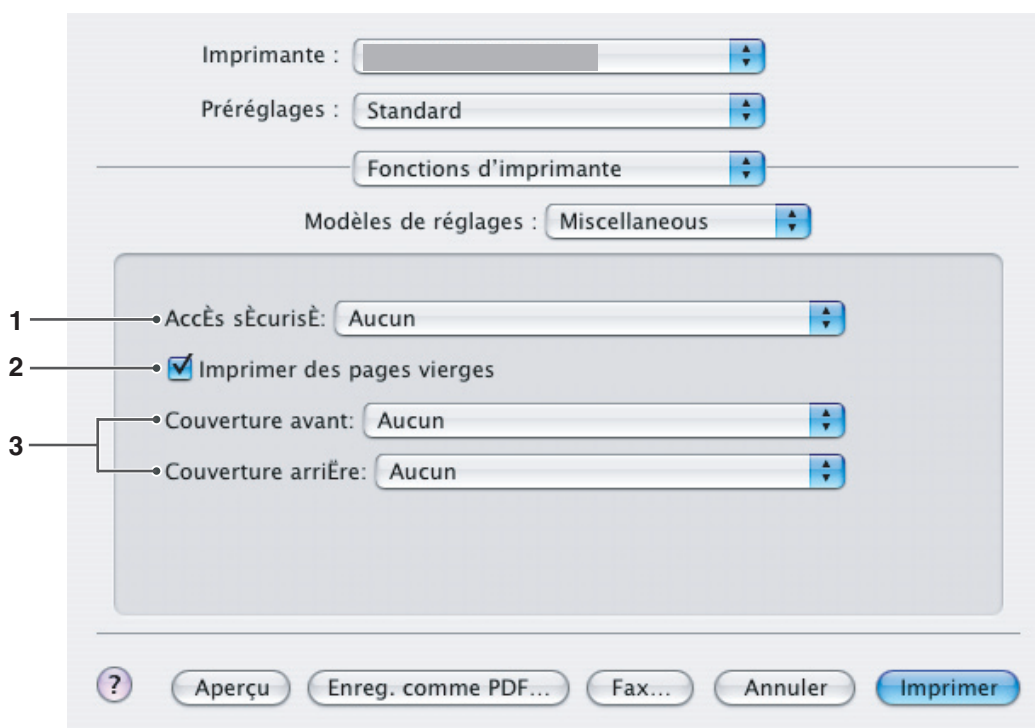 Imprimante :
Préréglages : Standard
Fonctions d'imprimante
Modèles de réglages : Miscellaneous
1 AccÈs sÈcurisÈ: Aucun
2 Imprimer des pages vierges
3
Couverture avant: Aucun
Couverture arriËre: Aucun
? Aperçu Enreg. comme PDF... Fax... Annuler Imprimer